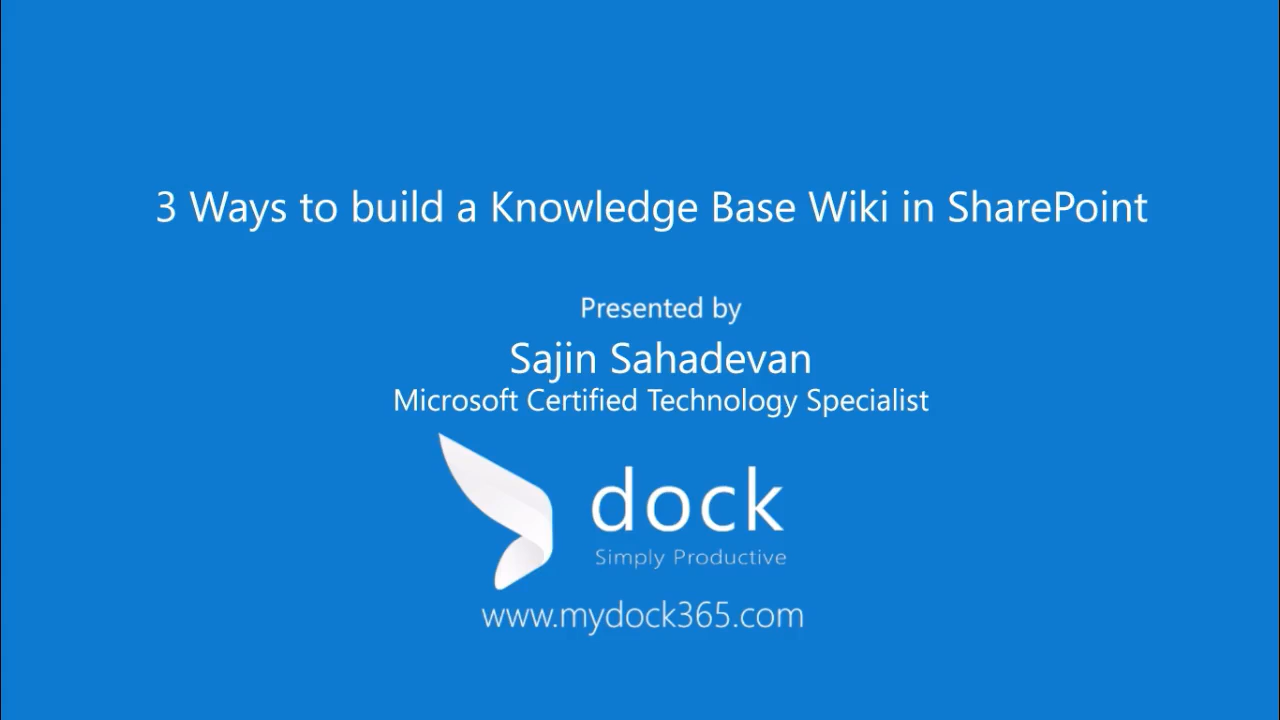 3 Ways to build a Knowledge Base Wiki in SharePoint
Presented by
Sajin Sahadevan
Microsoft Certified Technology Specialist
dock
Simply Productive
www.mydock365.com